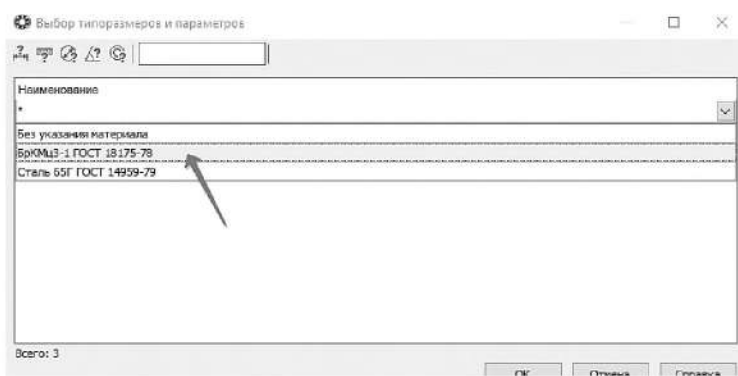 Выбор типоразмеров и параметров
Наименование
*
Без указания материала
БрКМц3-1 ГОСТ 18175-78
Сталь 65Г ГОСТ 14959-79
Всего: 3
OK Отмена Справка